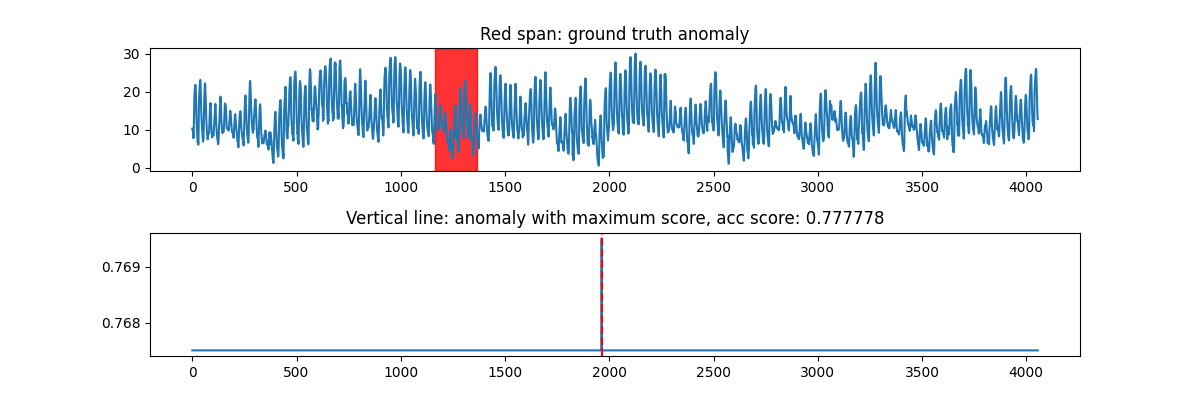 Red span: ground truth anomaly
30
20
10
0
0 500 1000 1500 2000 2500 3000 3500 4000
Vertical line: anomaly with maximum score, acc score: 0.777778
0.769
0.768
0 500 1000 1500 2000 2500 3000 3500 4000